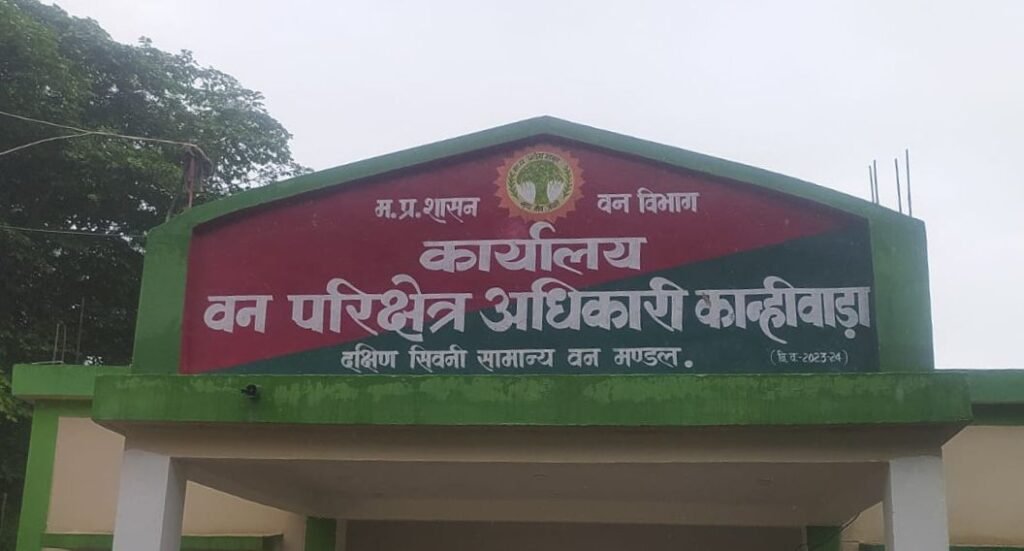 म.प्र.शासन वन विभाग
कार्यालय
वन परिक्षेत्र अधिकारी कान्हीवाड़ा
दक्षिण सिवनी सामान्य वन मण्डल.
(वि.व.-2023-24)